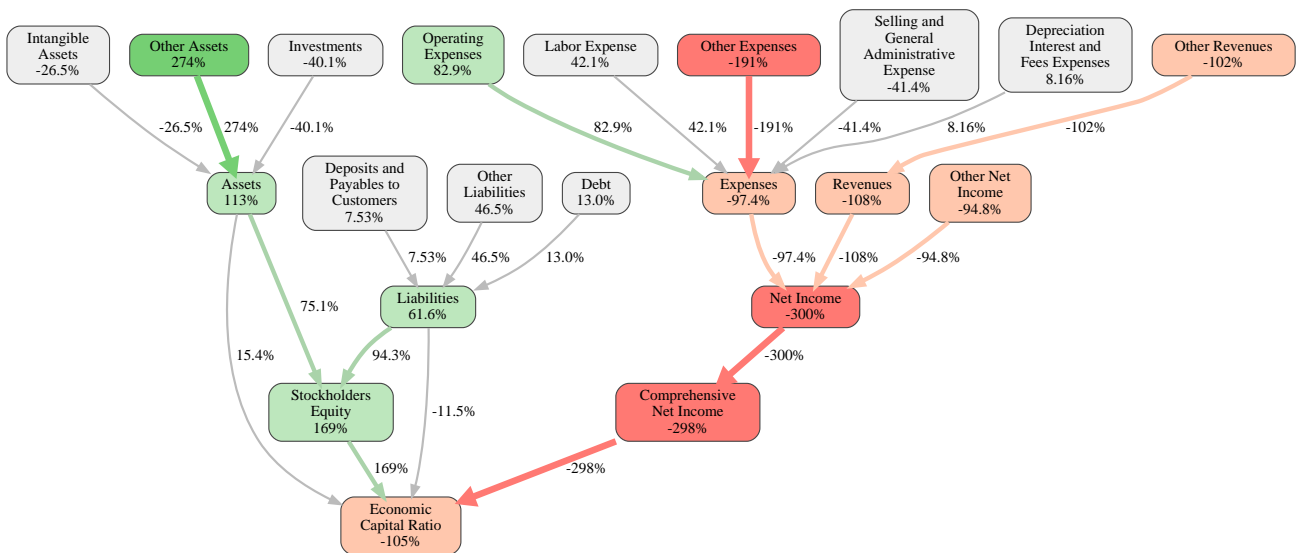 Intangible
Assets
-26.5%
Other Assets
274%
Investments
-40.1%
Operating
Expenses
82.9%
Labor Expense
42.1%
Other Expenses
-191%
Selling and
General
Administrative
Expense
-41.4%
Depreciation
Interest and
Fees Expenses
8.16%
Other Revenues
-102%
-26.5%
274%
-40.1%
82.9%
42.1%
-191%
-41.4%
8.16%
-102%
Assets
113%
Deposits and
Payables to
Customers
7.53%
Other
Liabilities
46.5%
Debt
13.0%
Expenses
-97.4%
Revenues
-108%
Other Net
Income
-94.8%
7.53%
46.5%
13.0%
-97.4%
-108%
-94.8%
75.1%
Liabilities
61.6%
Net Income
-300%
15.4%
94.3%
-300%
Stockholders
Equity
169%
-11.5%
Comprehensive
Net Income
-298%
169%
-298%
Economic
Capital Ratio
-105%